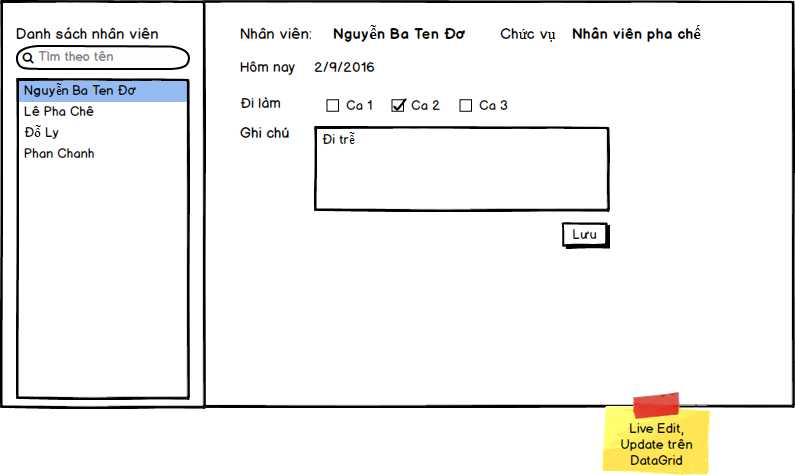 Danh sách nhân viên
Tìm theo tên
Nguyễn Ba Ten Đơ
Lê Pha Chê
Đỗ Ly
Phan Chanh
Nhân viên: Nguyễn Ba Ten Đơ Chức vụ Nhân viên pha chế
Hôm nay 2/9/2016
Đi làm Ca 1 Ca 2 Ca 3
Ghi chú
Đi trễ
Lưu
Live Edit,
Update trên
DataGrid